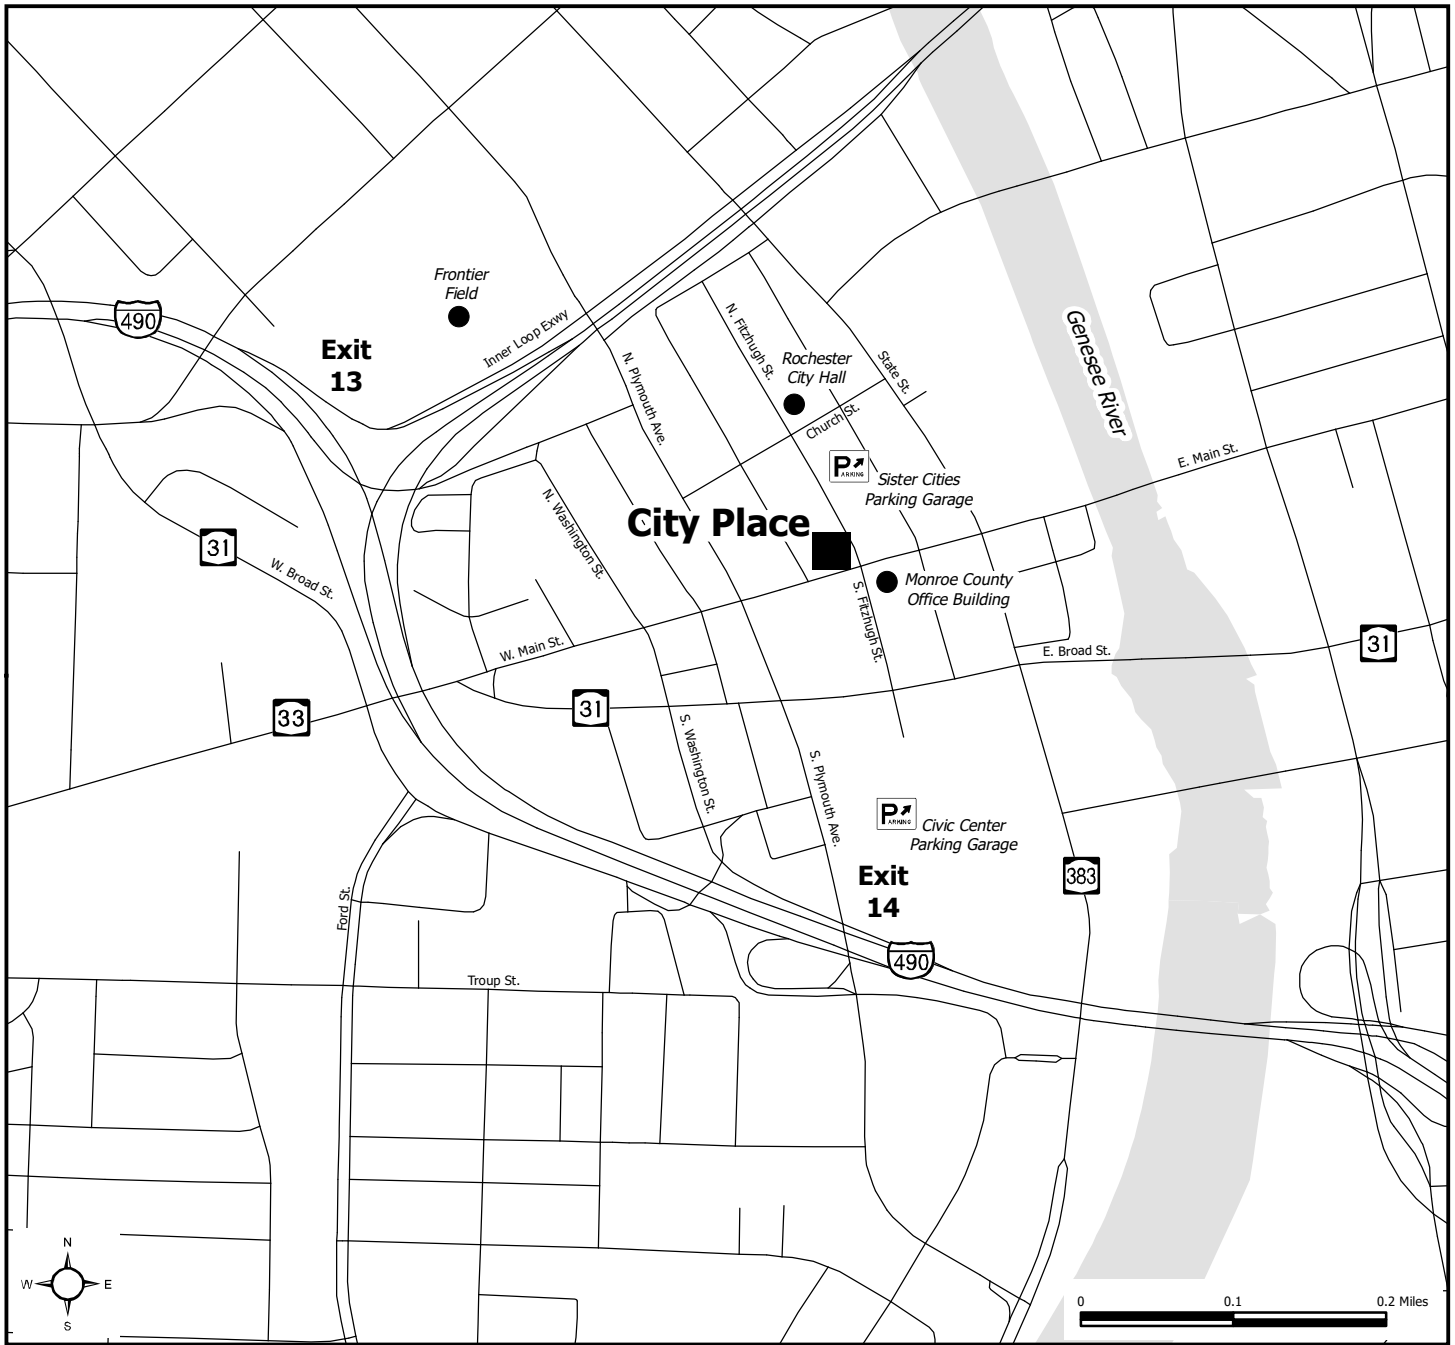 Frontier
Field
490
Exit
13
Inner Loop Exwy
N. Plymouth Ave.
N. Fitzhugh St.
Rochester
City Hall
State St.
Church St.
Genesee River
E. Main St.
P
ARKING
Sister Cities
Parking Garage
City Place
N. Washington St.
31
W. Broad St.
Monroe County
Office Building
S. Fitzhugh St.
W. Main St.
E. Broad St.
31
33
31
S. Washington St.
S. Plymouth Ave.
P
ARKING
Civic Center
Parking Garage
Exit
14
383
Ford St.
490
Troup St.
N
W
E
S
0
0.1
0.2 Miles